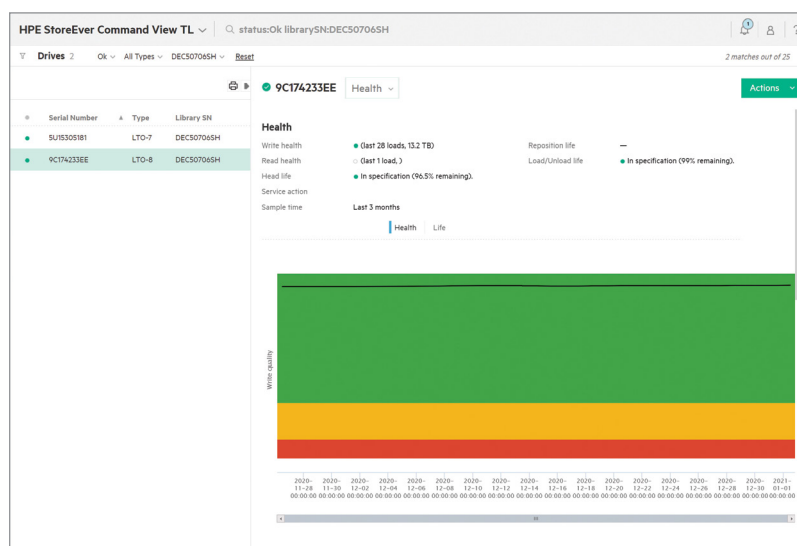 HPE StoreEver Command View TL
status:Ok librarySN:DEC50706SH
1
?
Drives 2 Ok All Types DEC50706SH Reset
2 matches out of 25
9C174233EE Health
Actions
Serial Number Type Library SN
5U15305181 LTO-7 DEC50706SH
9C174233EE LTO-8 DEC50706SH
Health
Write health (last 28 loads, 13.2 TB) Reposition life —
Read health (last 1 load, ) Load/Unload life In specification (99% remaining).
Head life In specification (96.5% remaining).
Service action
Sample time Last 3 months
Health Life
Write quality
2020- 2020- 2020- 2020- 2020- 2020- 2020- 2020- 2020- 2020- 2020- 2020- 2020- 2020- 2020- 2020- 2020- 2021-
11-28 11-30 12-02 12-04 12-06 12-08 12-10 12-12 12-14 12-16 12-18 12-20 12-22 12-24 12-26 12-28 12-30 01-01
00:00:00 00:00:00 00:00:00 00:00:00 00:00:00 00:00:00 00:00:00 00:00:00 00:00:00 00:00:00 00:00:00 00:00:00 00:00:00 00:00:00 00:00:00 00:00:00 00:00:00 00:00:00